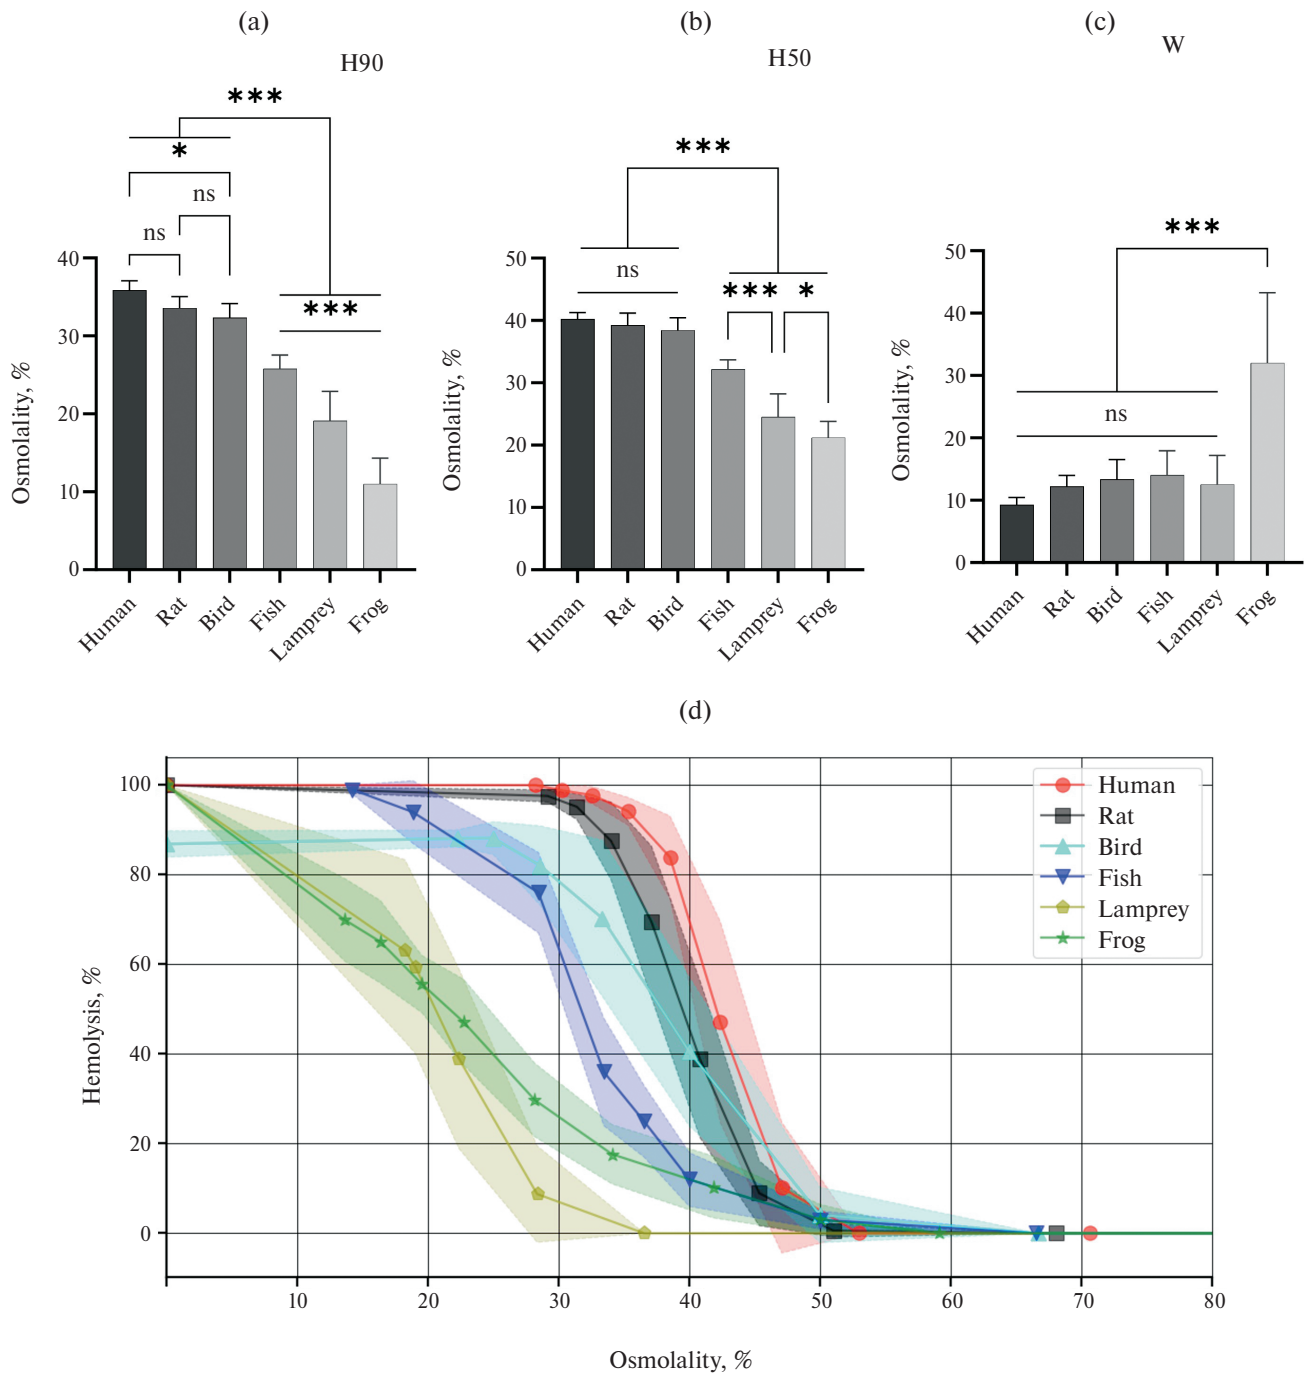 (a)
H90
***
*
ns
ns
***
40
30
20
10
0
Osmolality, %
Human
Rat
Bird
Fish
Lamprey
Frog
(b)
H50
***
ns
***
*
50
40
30
20
10
0
Osmolality, %
Human
Rat
Bird
Fish
Lamprey
Frog
(c)
W
***
ns
50
40
30
20
10
0
Osmolality, %
Human
Rat
Bird
Fish
Lamprey
Frog
(d)
100
80
60
40
20
0
Hemolysis, %
Human
Rat
Bird
Fish
Lamprey
Frog
10
20
30
40
50
60
70
80
Osmolality, %